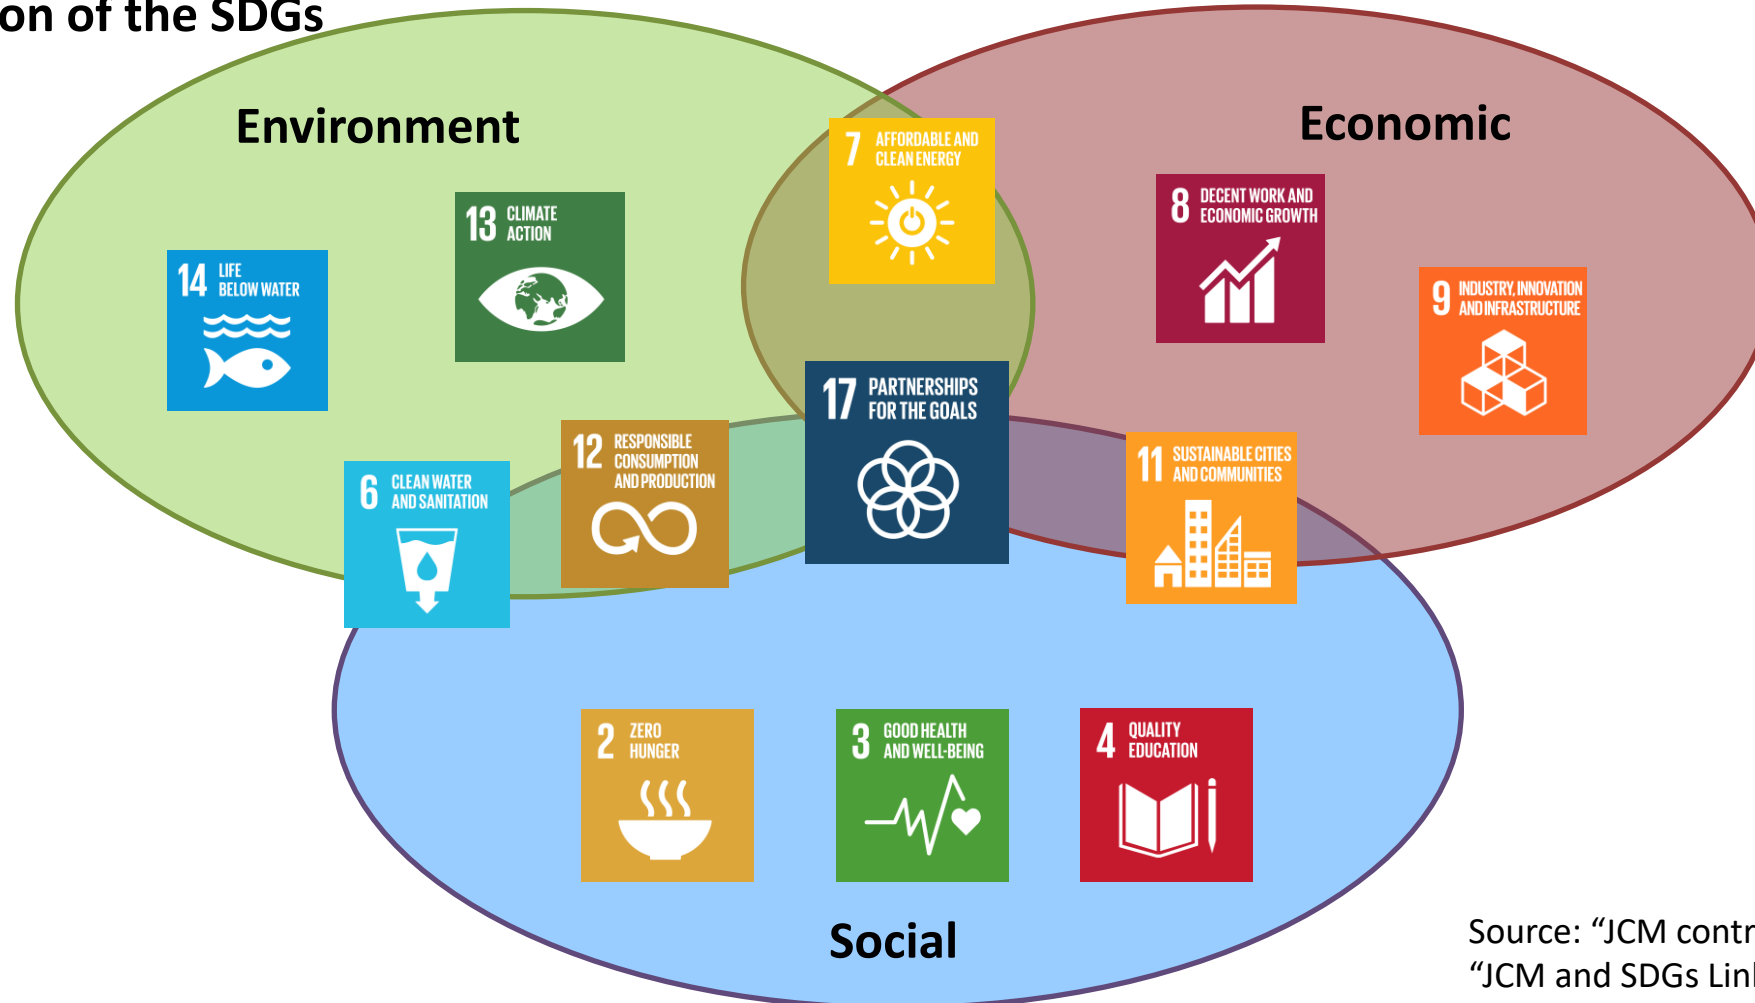 on of the SDGs
Environment
Economic
7 AFFORDABLE AND
CLEAN ENERGY
13 CLIMATE
ACTION
8 DECENT WORK AND
ECONOMIC GROWTH
14 LIFE
BELOW WATER
9 INDUSTRY, INNOVATION
AND INFRASTRUCTURE
17 PARTNERSHIPS
FOR THE GOALS
12 RESPONSIBLE
CONSUMPTION
AND PRODUCTION
11 SUSTAINABLE CITIES
AND COMMUNITIES
6 CLEAN WATER
AND SANITATION
2 ZERO
HUNGER
3 GOOD HEALTH
AND WELL-BEING
4 QUALITY
EDUCATION
Social
Source: “JCM contr
“JCM and SDGs Linl